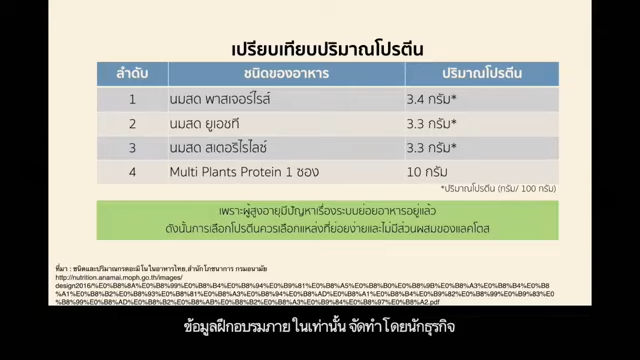 เปรียบเทียบปริมาณโปรตีน
ลำดับ ชนิดของอาหาร ปริมาณโปรตีน
1 นมสด พาสเจอร์ไรส์ 3.4 กรัม*
2 นมสด ยูเอชที 3.3 กรัม*
3 นมสด สเตอริไรไลซ์ 3.3 กรัม*
4 Multi Plants Protein 1 ซอง 10 กรัม
*ปริมาณโปรตีน (กรัม/ 100 กรัม)
เพราะผู้สูงอายุมีปัญหาเรื่องระบบย่อยอาหารอยู่แล้ว
ดังนั้นการเลือกโปรตีนควรเลือกแหล่งที่ย่อยง่ายและไม่มีส่วนผสมของแลคโตส
ที่มา : ชนิดและปริมาณกรดอะมิโนในอาหารไทย,สำนักโภชนาการ กรมอนามัย
http://nutrition.anamai.moph.go.th/images/
ข้อมูลฝึกอบรมภายในเท่านั้น จัดทำโดยนักธุรกิจ